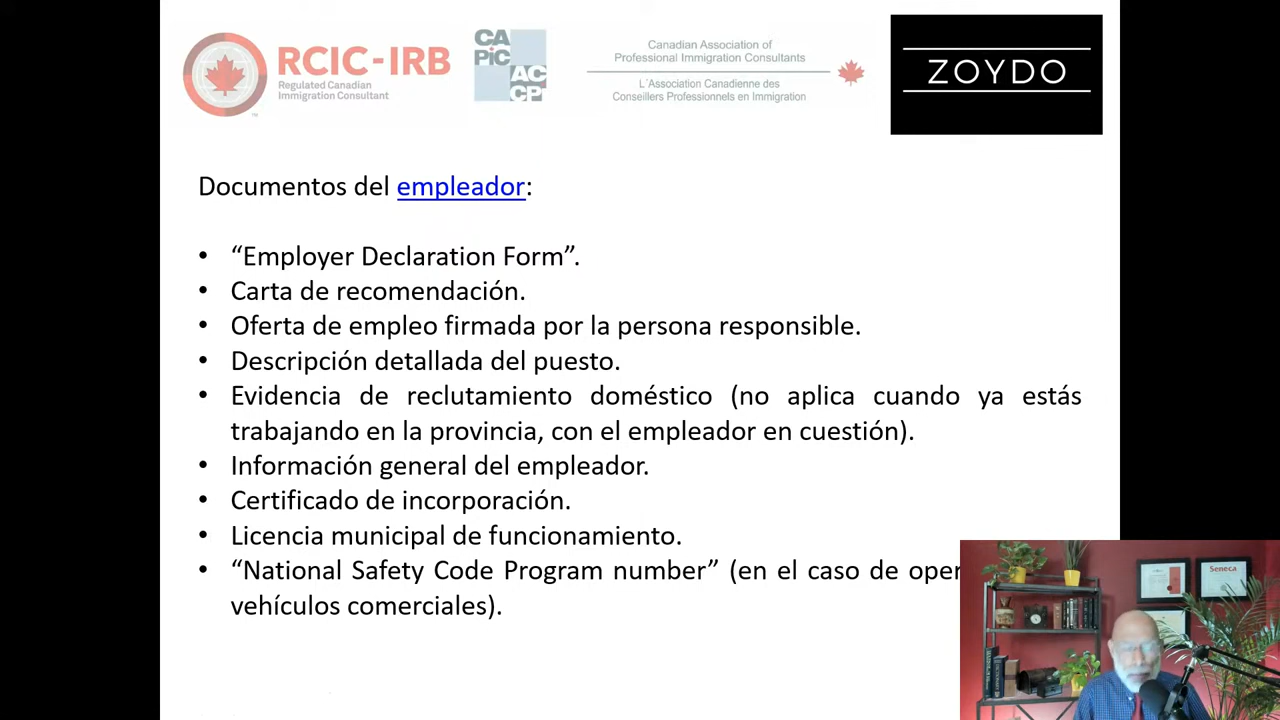 RCIC-IRB
Regulated Canadian
Immigration Consultant
CA
PiC
AC
CP
Canadian Association of
Professional Immigration Consultants
L´Association Canadienne des
Conseillers Professionnels en Immigration
ZOYDO
Documentos del empleador:
• “Employer Declaration Form”.
• Carta de recomendación.
• Oferta de empleo firmada por la persona responsible.
• Descripción detallada del puesto.
• Evidencia de reclutamiento doméstico (no aplica cuando ya estás
trabajando en la provincia, con el empleador en cuestión).
• Información general del empleador.
• Certificado de incorporación.
• Licencia municipal de funcionamiento.
• “National Safety Code Program number” (en el caso de oper
vehículos comerciales).
Seneca